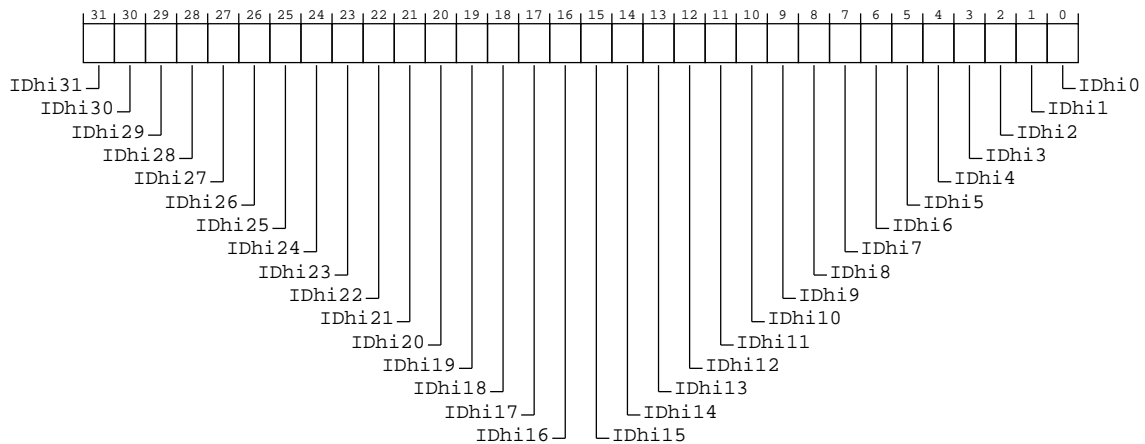 31 30 29 28 27 26 25 24 23 22 21 20 19 18 17 16 15 14 13 12 11 10 9 8 7 6 5 4 3 2 1 0
IDhi31 IDhi0
IDhi30 IDhi1
IDhi29 IDhi2
IDhi28 IDhi3
IDhi27 IDhi4
IDhi26 IDhi5
IDhi25 IDhi6
IDhi24 IDhi7
IDhi23 IDhi8
IDhi22 IDhi9
IDhi21 IDhi10
IDhi20 IDhi11
IDhi19 IDhi12
IDhi18 IDhi13
IDhi17 IDhi14
IDhi16 IDhi15